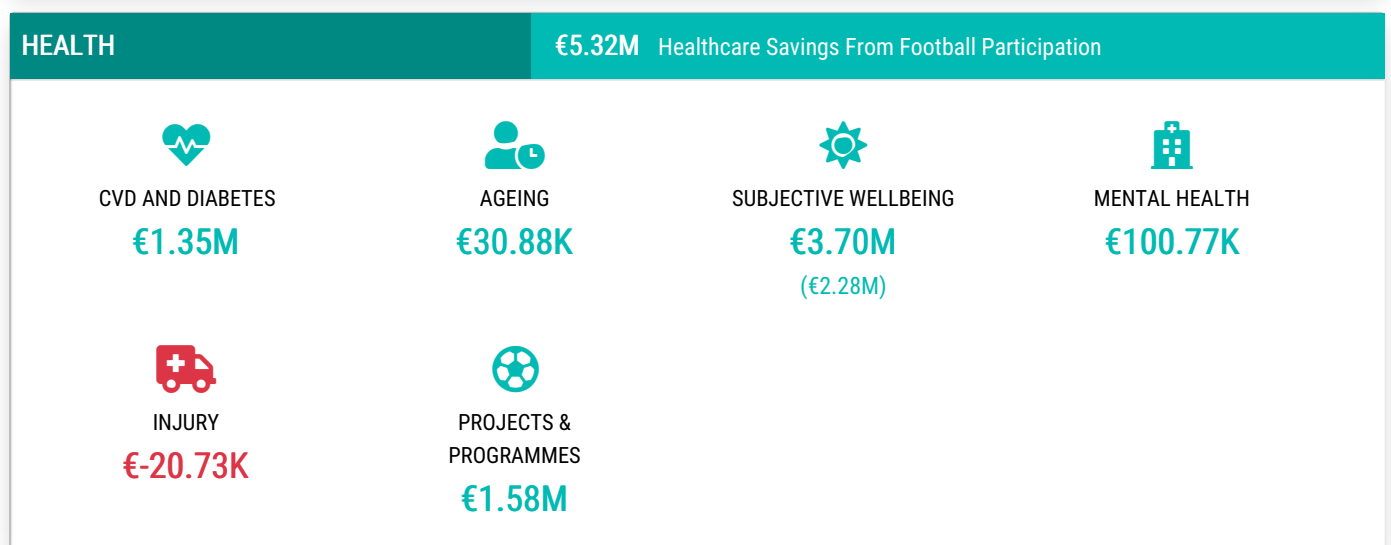 HEALTH
€5.32M Healthcare Savings From Football Participation
CVD AND DIABETES
€1.35M
AGEING
€30.88K
SUBJECTIVE WELLBEING
€3.70M
(€2.28M)
MENTAL HEALTH
€100.77K
INJURY
€-20.73K
PROJECTS &
PROGRAMMES
€1.58M